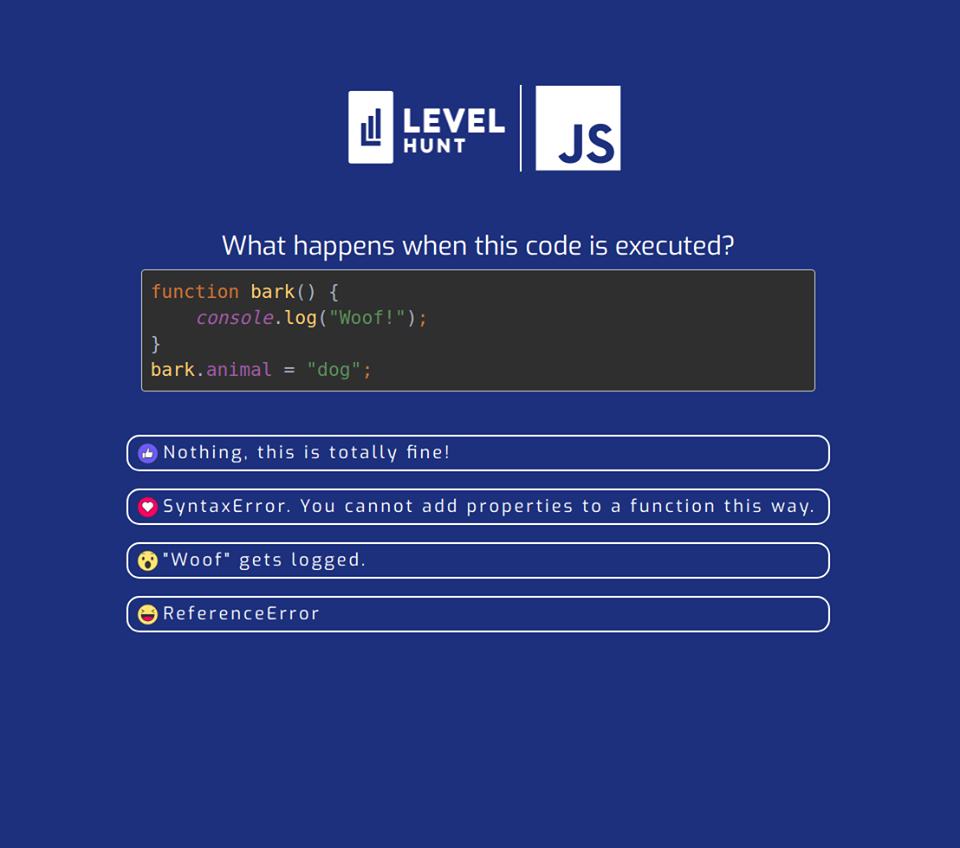 LEVEL
HUNT
JS
What happens when this code is executed?
function bark() {
    console.log("Woof!");
}
bark.animal = "dog";
Nothing, this is totally fine!
SyntaxError. You cannot add properties to a function this way.
"Woof" gets logged.
ReferenceError